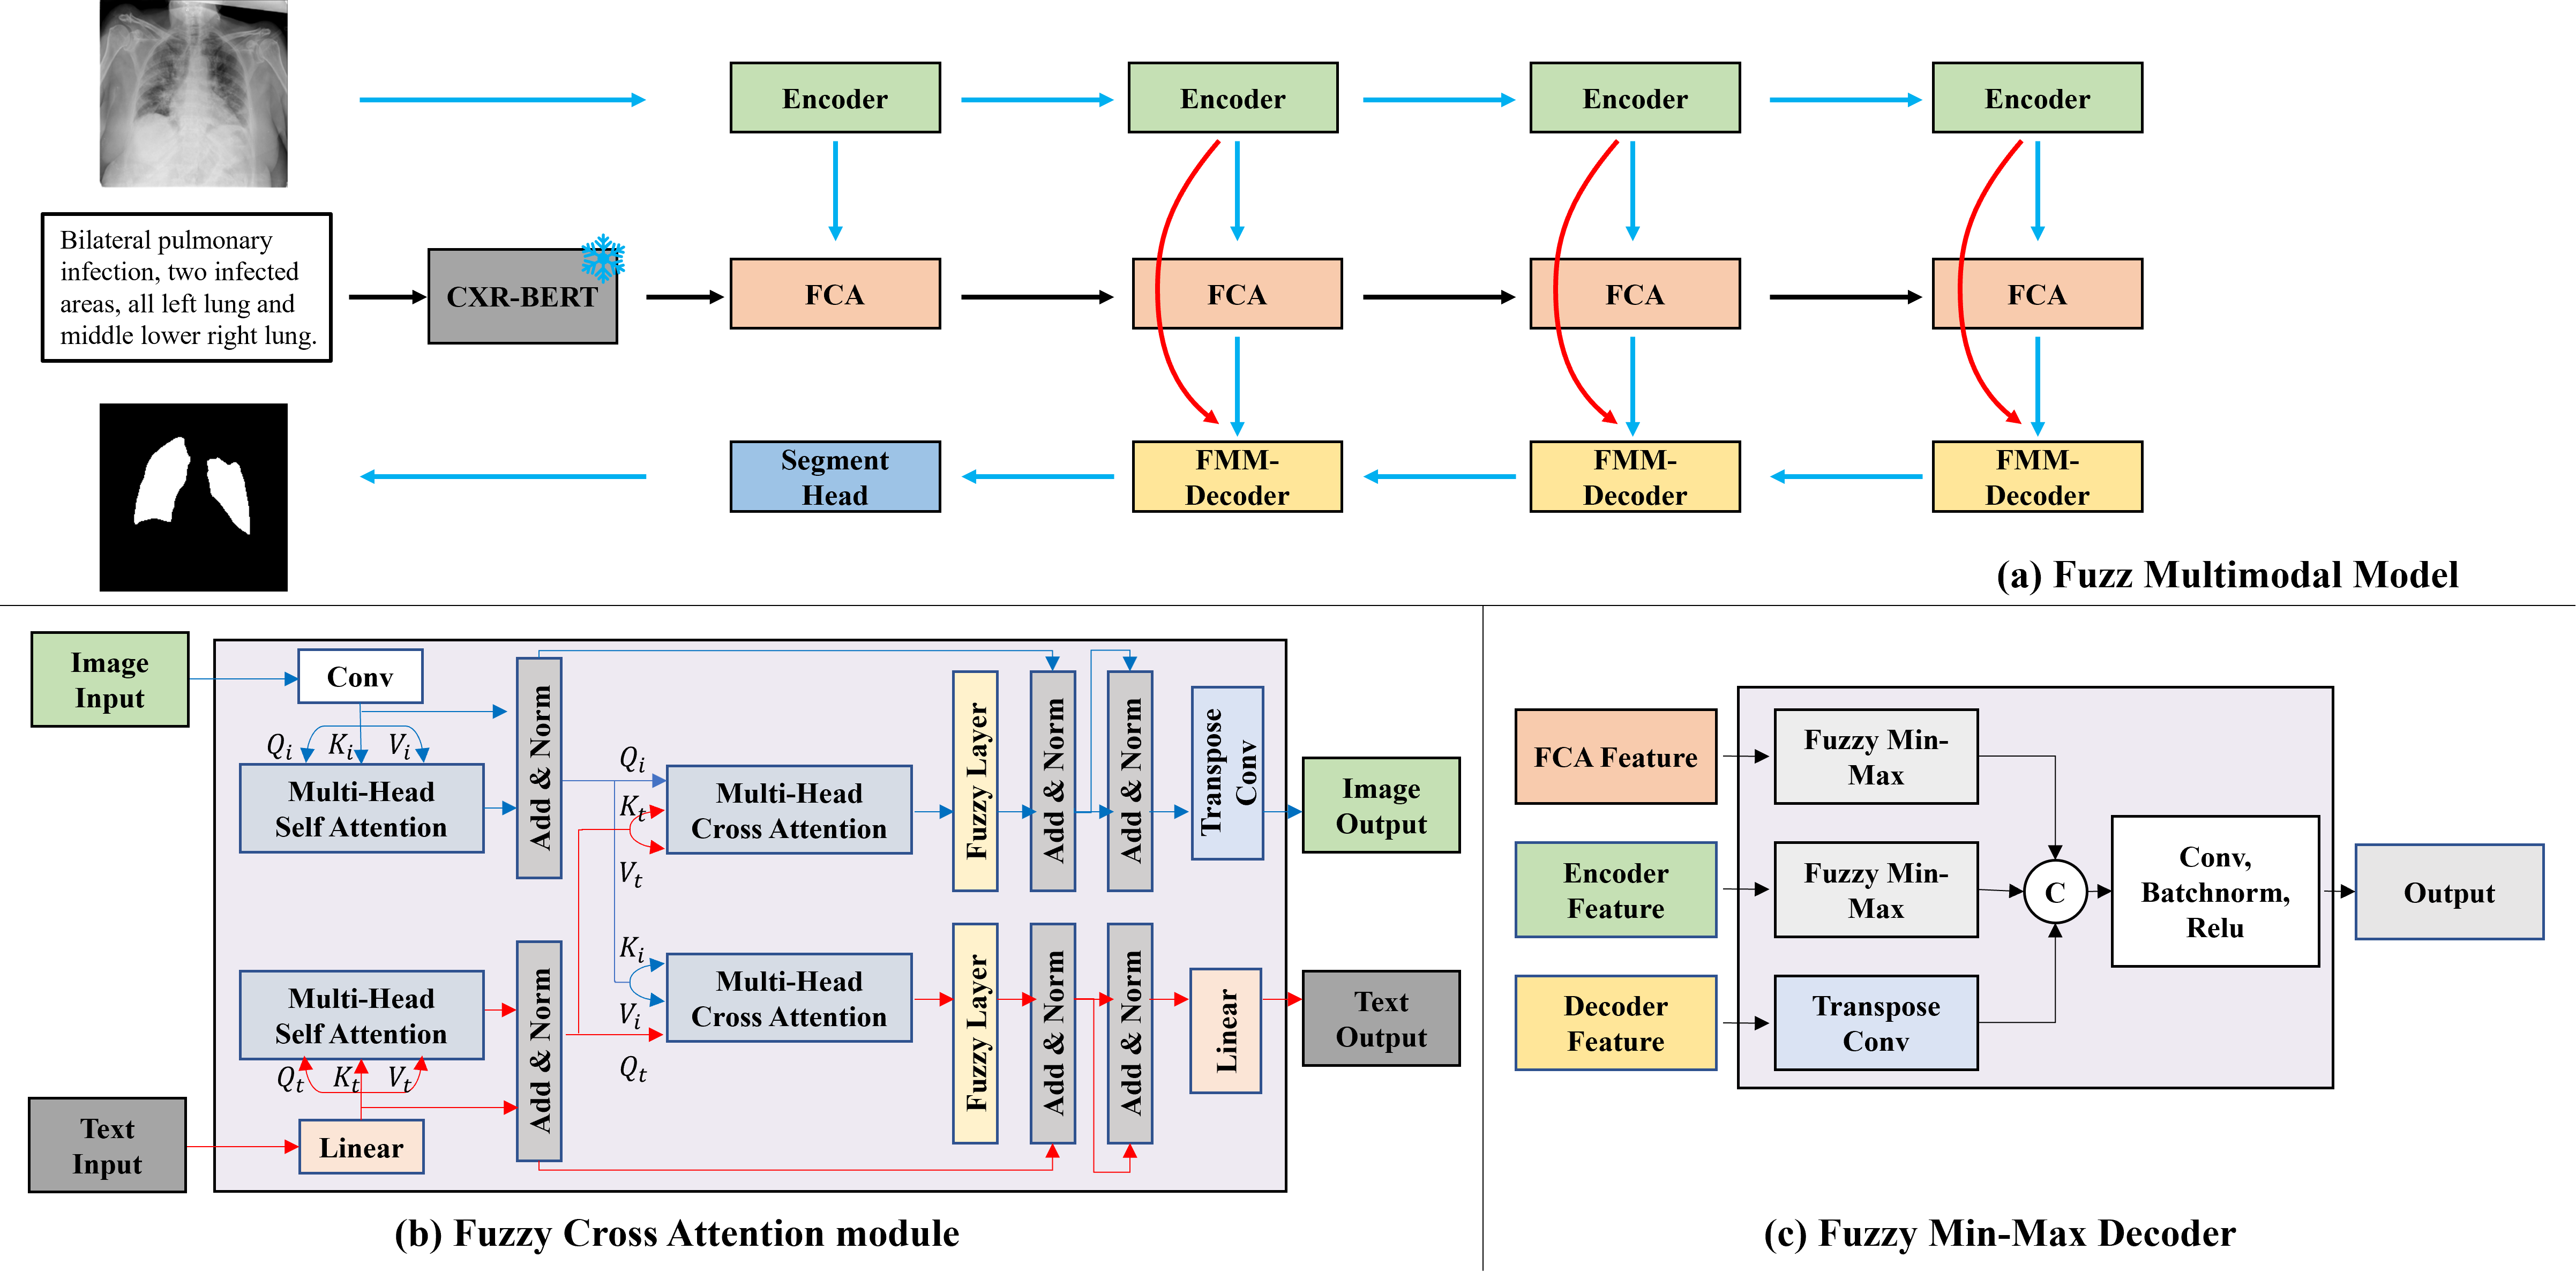 Encoder
Encoder
Encoder
Encoder
Bilateral pulmonary
infection, two infected
areas, all left lung and
middle lower right lung.
CXR-BERT
FCA
FCA
FCA
FCA
Segment
Head
FMM-
Decoder
FMM-
Decoder
FMM-
Decoder
(a) Fuzz Multimodal Model
Image
Input
Conv
Q_i
K_i
V_i
Multi-Head
Self Attention
Add & Norm
Q_i
K_t
V_t
Multi-Head
Cross Attention
Fuzzy Layer
Add & Norm
Add & Norm
Transpose
Conv
Image
Output
Multi-Head
Self Attention
Q_t
K_t
V_t
Text
Input
Linear
Add & Norm
K_i
V_i
Q_t
Multi-Head
Cross Attention
Fuzzy Layer
Add & Norm
Add & Norm
Linear
Text
Output
(b) Fuzzy Cross Attention module
FCA Feature
Fuzzy Min-
Max
Encoder
Feature
Fuzzy Min-
Max
Decoder
Feature
Transpose
Conv
C
Conv,
Batchnorm,
Relu
Output
(c) Fuzzy Min-Max Decoder